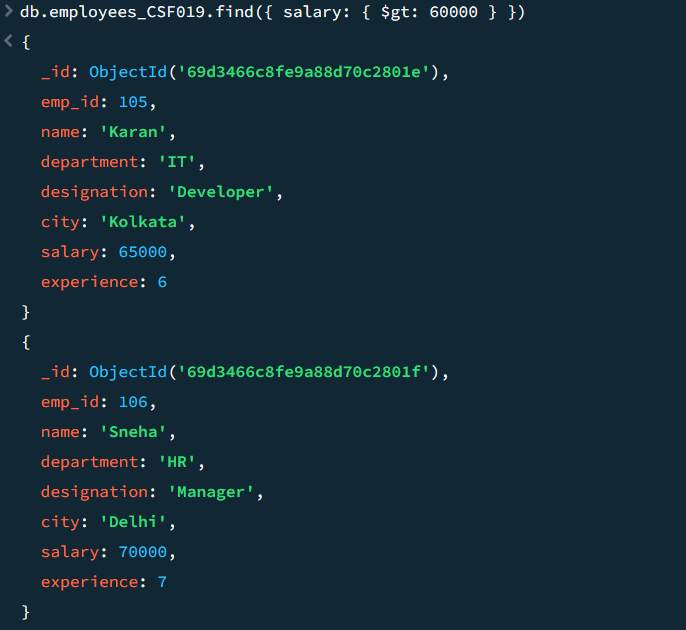 > db.employees_CSF019.find({ salary: { $gt: 60000 } })
< {
_id: ObjectId('69d3466c8fe9a88d70c2801e'),
emp_id: 105,
name: 'Karan',
department: 'IT',
designation: 'Developer',
city: 'Kolkata',
salary: 65000,
experience: 6
}
{
_id: ObjectId('69d3466c8fe9a88d70c2801f'),
emp_id: 106,
name: 'Sneha',
department: 'HR',
designation: 'Manager',
city: 'Delhi',
salary: 70000,
experience: 7
}